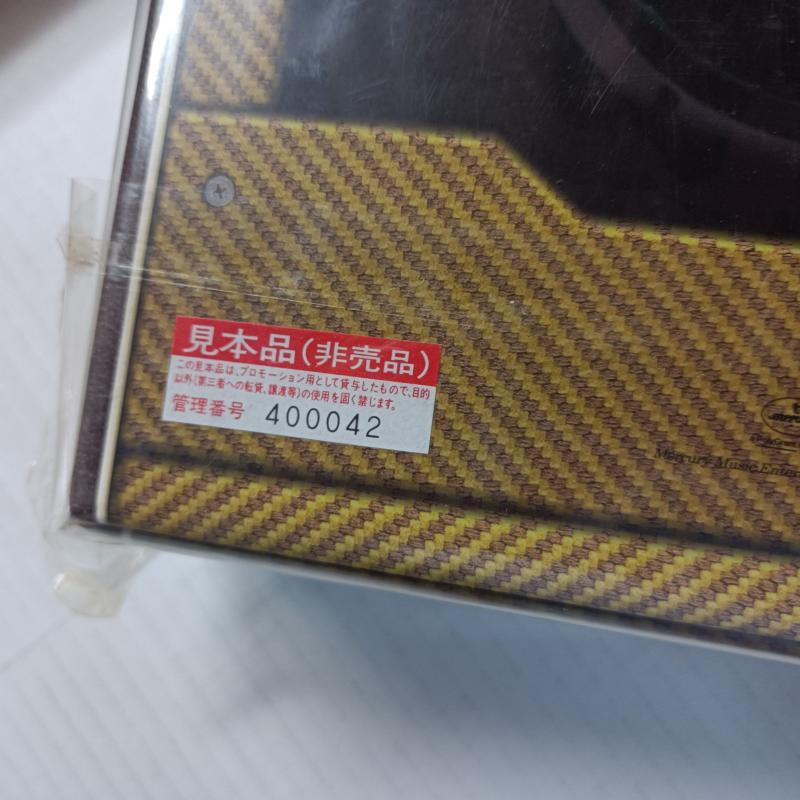 見本品(非売品)
この見本品は、プロモーション用として貸与したもので、目的
以外(第三者への転貸、譲渡等)の使用を固く禁じます。
管理番号 400042
Mercury Music Enter